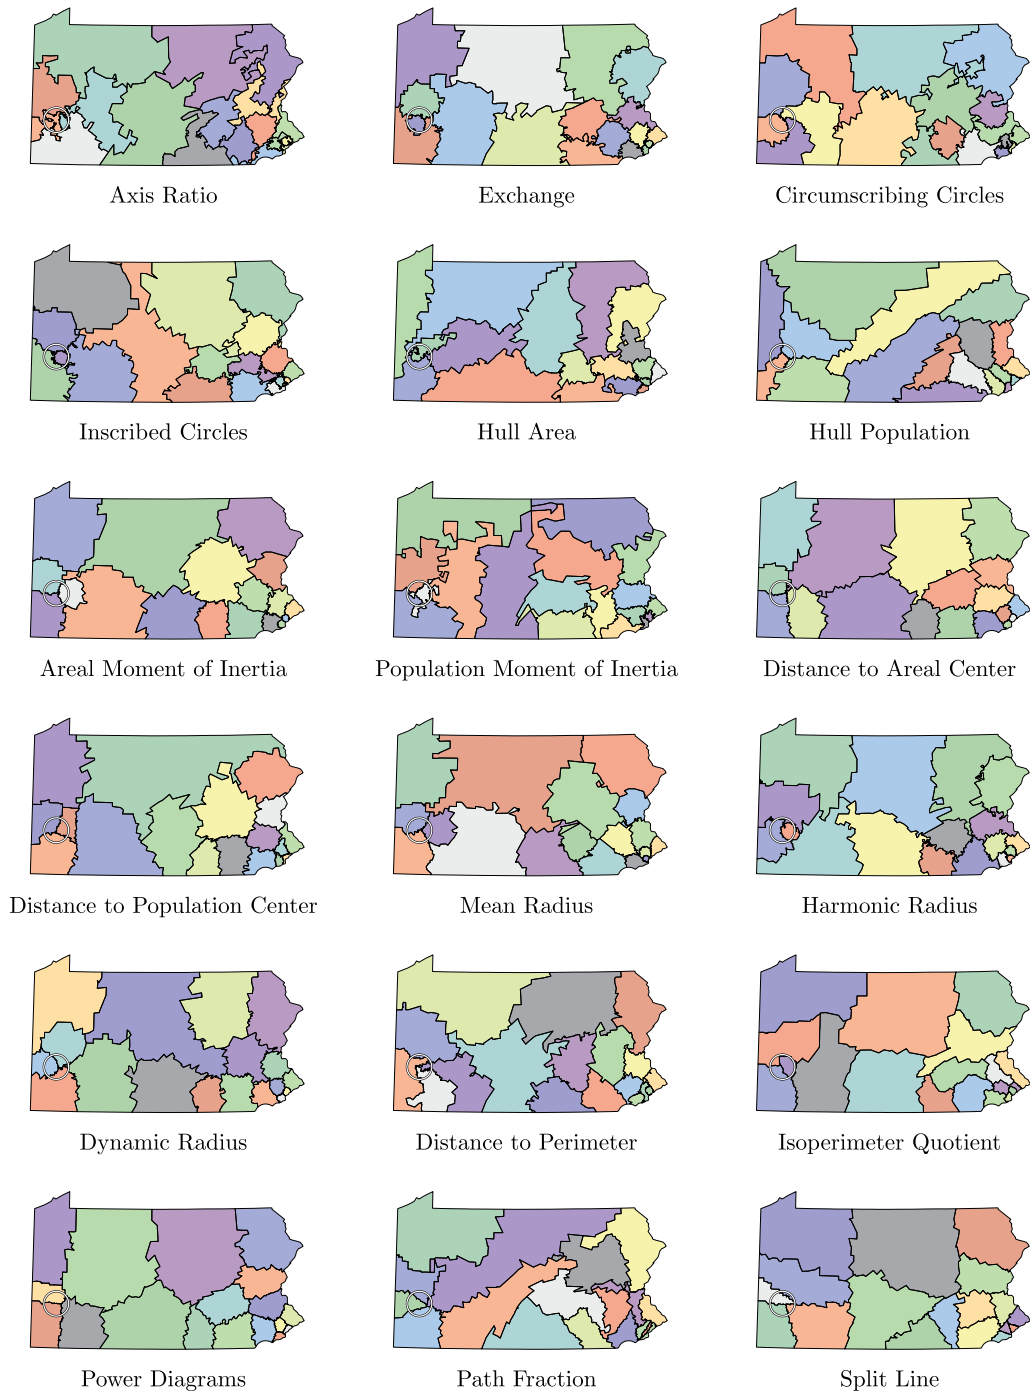 Axis Ratio
Exchange
Circumscribing Circles
Inscribed Circles
Hull Area
Hull Population
Areal Moment of Inertia
Population Moment of Inertia
Distance to Areal Center
Distance to Population Center
Mean Radius
Harmonic Radius
Dynamic Radius
Distance to Perimeter
Isoperimeter Quotient
Power Diagrams
Path Fraction
Split Line